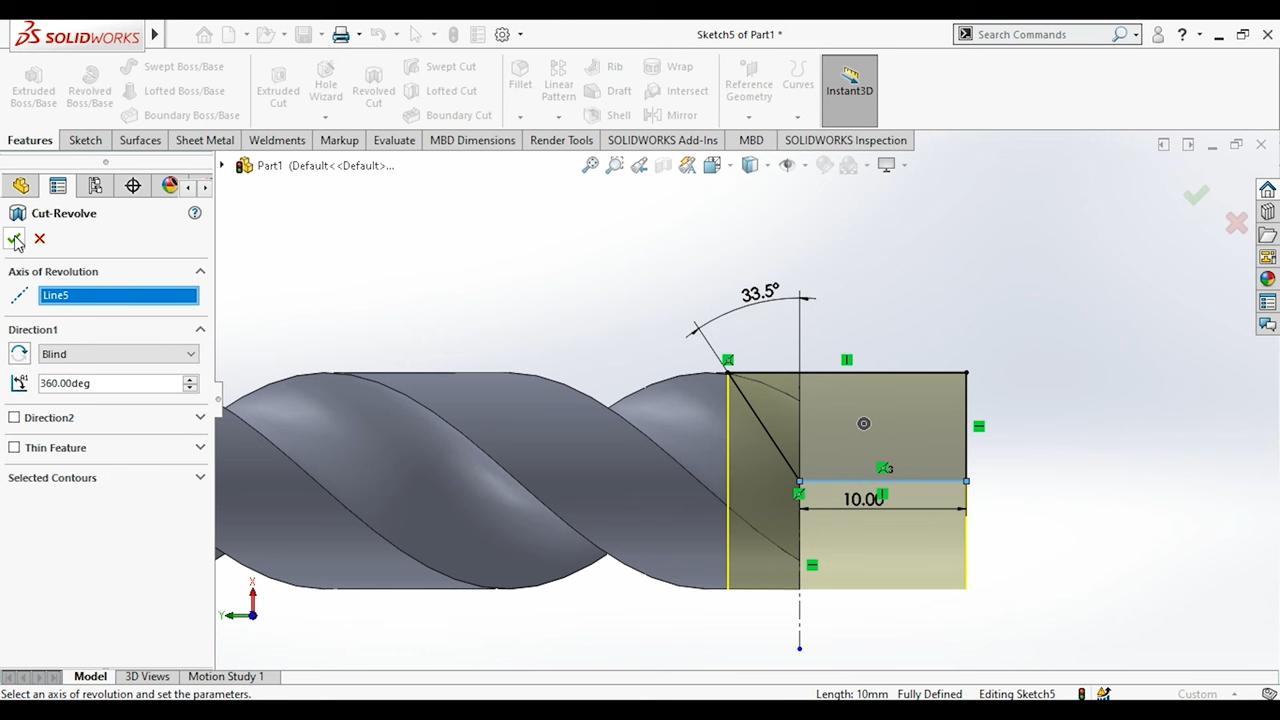 SOLIDWORKS
Sketch5 of Part1 *
Search Commands
?
Extruded Boss/Base
Revolved Boss/Base
Swept Boss/Base
Lofted Boss/Base
Boundary Boss/Base
Extruded Cut
Hole Wizard
Revolved Cut
Swept Cut
Lofted Cut
Boundary Cut
Fillet
Linear Pattern
Rib
Draft
Shell
Wrap
Intersect
Mirror
Reference Geometry
Curves
Instant3D
Features
Sketch
Surfaces
Sheet Metal
Weldments
Markup
Evaluate
MBD Dimensions
Render Tools
SOLIDWORKS Add-Ins
MBD
SOLIDWORKS Inspection
Part1 (Default<<Default>...
Cut-Revolve
?
Axis of Revolution
Line5
Direction1
Blind
360.00deg
Direction2
Thin Feature
Selected Contours
33.5°
3
10.00
X
Y
Model
3D Views
Motion Study 1
Select an axis of revolution and set the parameters.
Length: 10mm
Fully Defined
Editing Sketch5
Custom